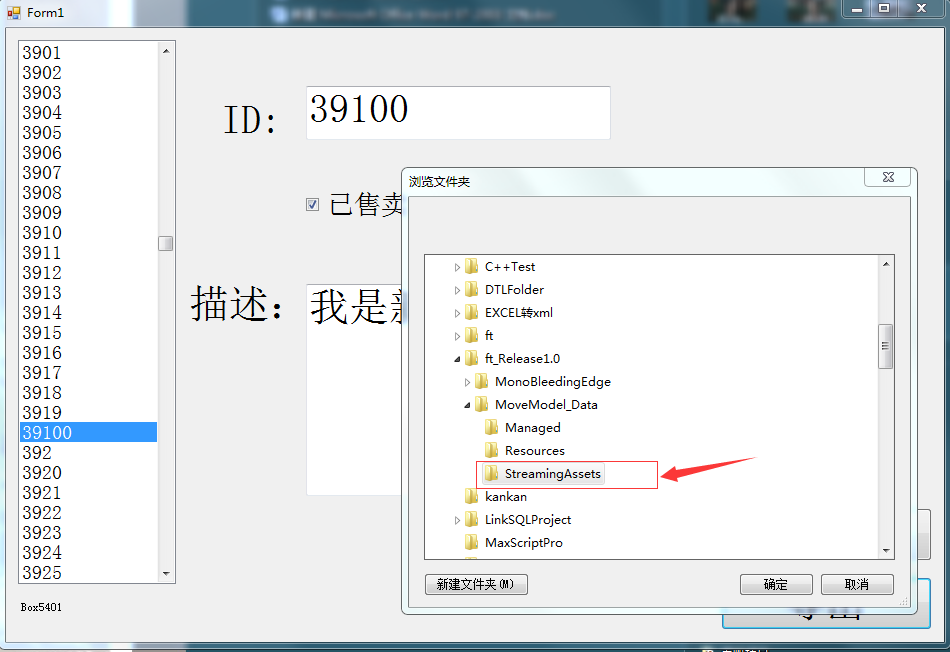 Form1
3901
3902
3903
3904
3905
3906
3907
3908
3909
3910
3911
3912
3913
3914
3915
3916
3917
3918
3919
39100
392
3920
3921
3922
3923
3924
3925
Box5401
ID:
39100
已售卖
描述:
我是
浏览文件夹
C++Test
DTLFolder
EXCEL转xml
ft
ft_Release1.0
MonoBleedingEdge
MoveModel_Data
Managed
Resources
StreamingAssets
kankan
LinkSQLProject
MaxScriptPro
新建文件夹(M)
确定
取消